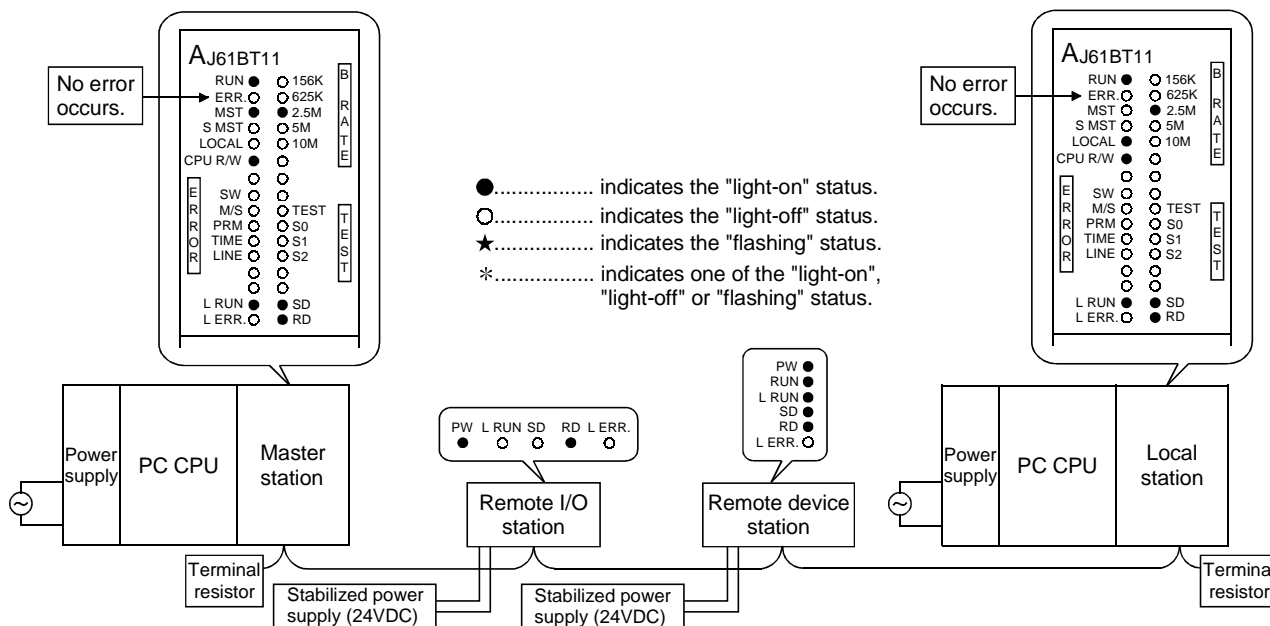 AJ61BT11
RUN 156K
ERR. 625K
MST 2.5M
S MST 5M
LOCAL 10M
CPU R/W
B RATE
ERROR
SW
M/S TEST
PRM S0
TIME S1
LINE S2
TEST
L RUN SD
L ERR. RD
No error
occurs.
●................. indicates the "light-on" status.
○................. indicates the "light-off" status.
★................. indicates the "flashing" status.
*................. indicates one of the "light-on",
"light-off" or "flashing" status.
No error
occurs.
AJ61BT11
RUN 156K
ERR. 625K
MST 2.5M
S MST 5M
LOCAL 10M
CPU R/W
B RATE
ERROR
SW
M/S TEST
PRM S0
TIME S1
LINE S2
TEST
L RUN SD
L ERR. RD
Power
supply
PC CPU
Master
station
PW L RUN SD RD L ERR.
Remote I/O
station
PW
RUN
L RUN
SD
RD
L ERR.
Remote device
station
Power
supply
PC CPU
Local
station
Terminal
resistor
Stabilized power
supply (24VDC)
Stabilized power
supply (24VDC)
Termina
resistor